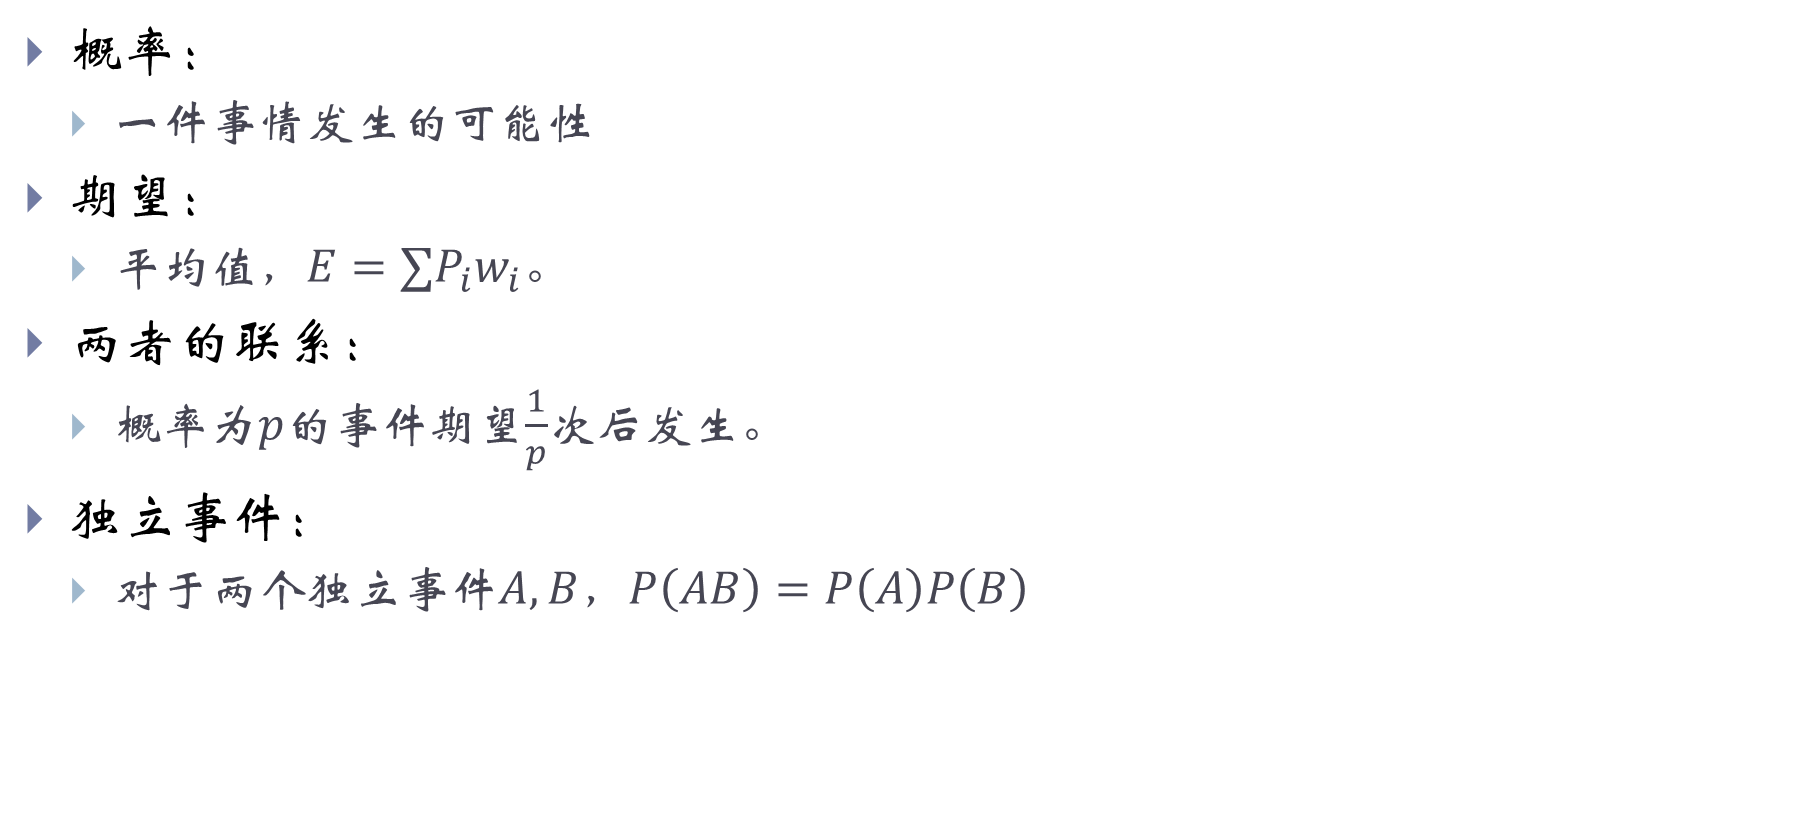 概率：
一件事情发生的可能性
期望：
平均值，E = ∑P_i w_i。
两者的联系：
概率为p的事件期望\frac{1}{p}次后发生。
独立事件：
对于两个独立事件A, B，P(AB) = P(A)P(B)